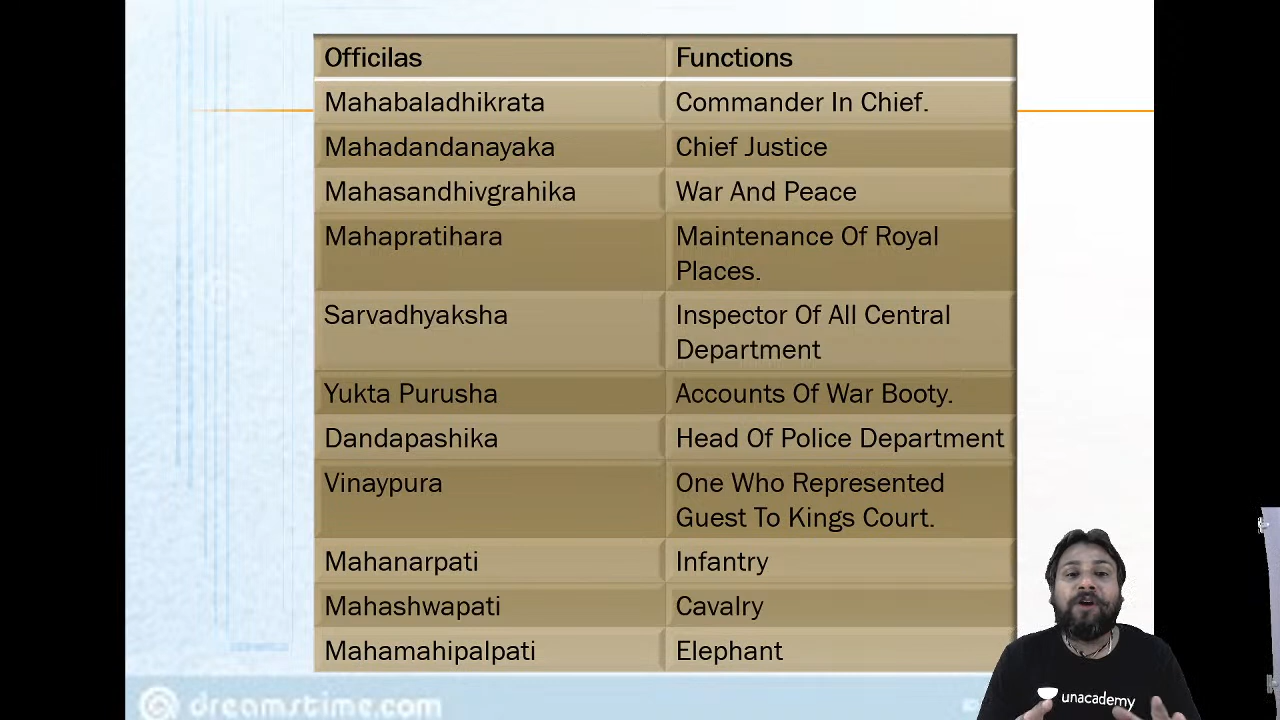 Officilas Functions
Mahabaladhikrata Commander In Chief.
Mahadandanayaka Chief Justice
Mahasandhivgrahika War And Peace
Mahapratihara Maintenance Of Royal
Places.
Sarvadhyaksha Inspector Of All Central
Department
Yukta Purusha Accounts Of War Booty.
Dandapashika Head Of Police Department
Vinaypura One Who Represented
Guest To Kings Court.
Mahanarpati Infantry
Mahashwapati Cavalry
Mahamahipalpati Elephant
unacademy
dreamstime.com